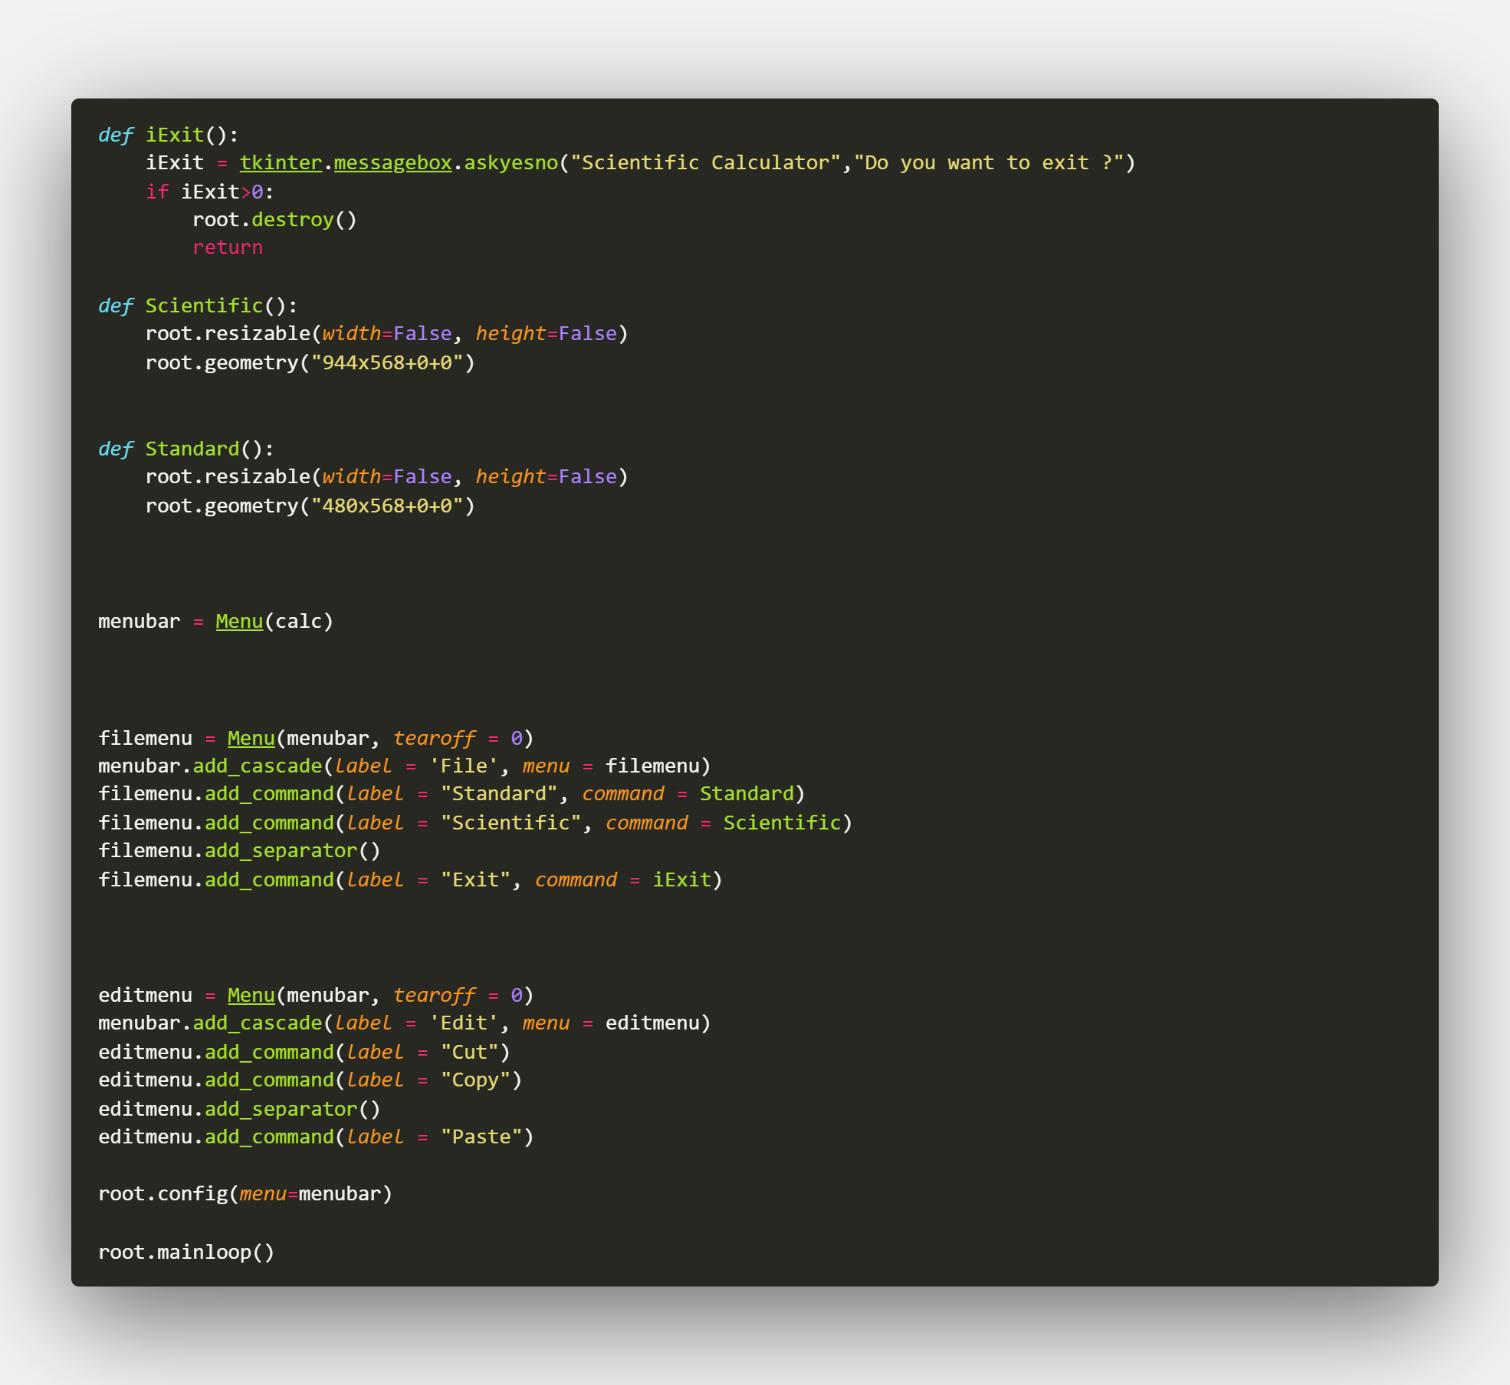 def iExit():
    iExit = tkinter.messagebox.askyesno("Scientific Calculator","Do you want to exit ?")
    if iExit>0:
        root.destroy()
        return
def Scientific():
    root.resizable(width=False, height=False)
    root.geometry("944x568+0+0")
def Standard():
    root.resizable(width=False, height=False)
    root.geometry("480x568+0+0")
menubar = Menu(calc)
filemenu = Menu(menubar, tearoff = 0)
menubar.add_cascade(label = 'File', menu = filemenu)
filemenu.add_command(label = "Standard", command = Standard)
filemenu.add_command(label = "Scientific", command = Scientific)
filemenu.add_separator()
filemenu.add_command(label = "Exit", command = iExit)
editmenu = Menu(menubar, tearoff = 0)
menubar.add_cascade(label = 'Edit', menu = editmenu)
editmenu.add_command(label = "Cut")
editmenu.add_command(label = "Copy")
editmenu.add_separator()
editmenu.add_command(label = "Paste")
root.config(menu=menubar)
root.mainloop()